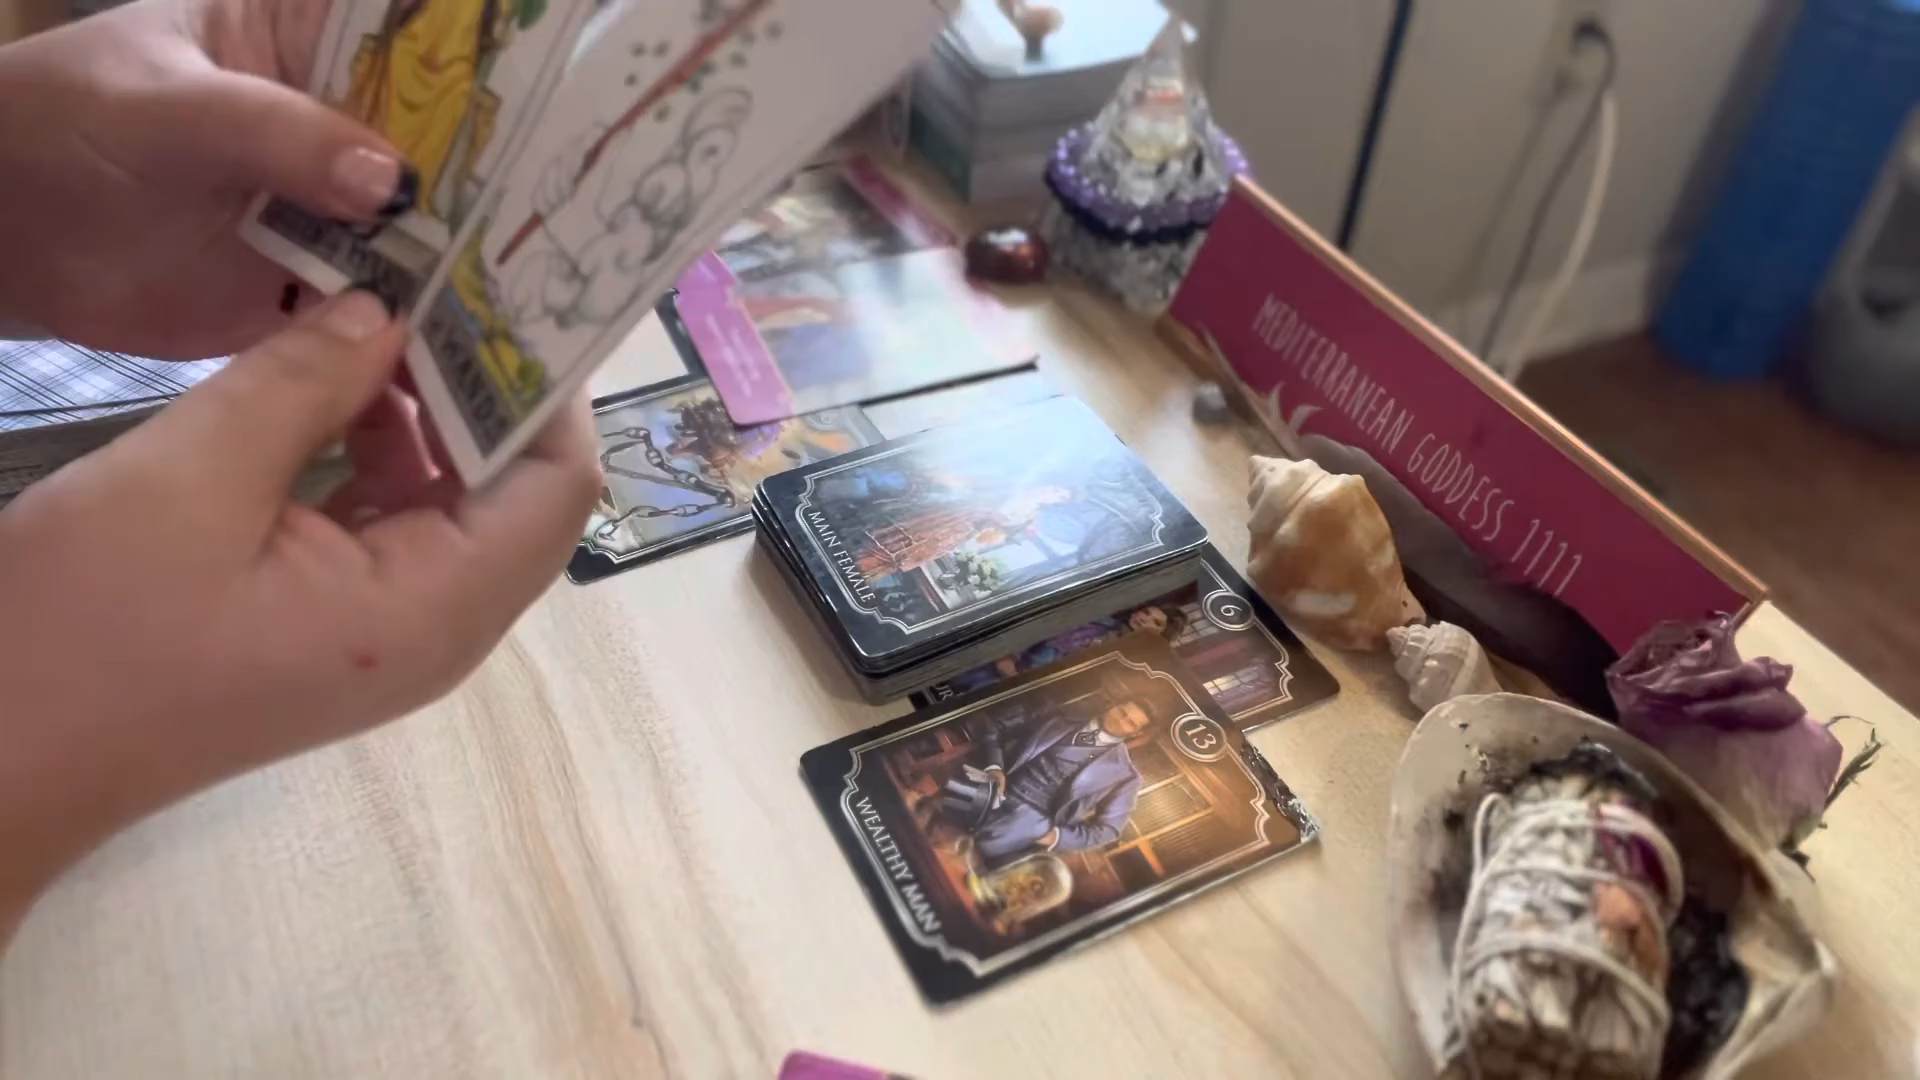 MEDITERRANEAN GODDESS 1111
MAIN FEMALE
6
13
WEALTHY MAN